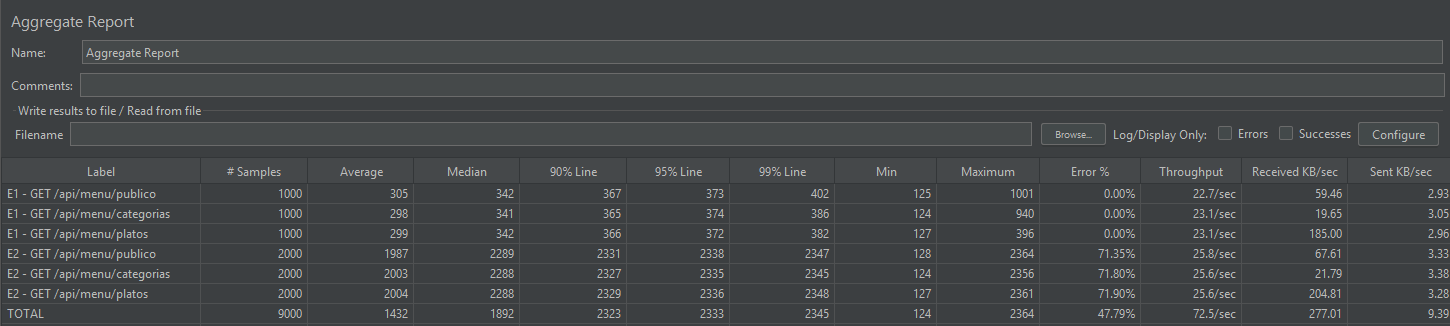 Aggregate Report
Name: Aggregate Report
Comments:
Write results to file / Read from file
Filename Browse... Log/Display Only: Errors Successes Configure
Label # Samples Average Median 90% Line 95% Line 99% Line Min Maximum Error % Throughput Received KB/sec Sent KB/sec
E1 - GET /api/menu/publico 1000 305 342 367 373 402 125 1001 0.00% 22.7/sec 59.46 2.93
E1 - GET /api/menu/categorias 1000 298 341 365 374 386 124 940 0.00% 23.1/sec 19.65 3.05
E1 - GET /api/menu/platos 1000 299 342 366 372 382 127 396 0.00% 23.1/sec 185.00 2.96
E2 - GET /api/menu/publico 2000 1987 2289 2331 2338 2347 128 2364 71.35% 25.8/sec 67.61 3.33
E2 - GET /api/menu/categorias 2000 2003 2288 2327 2335 2345 124 2356 71.80% 25.6/sec 21.79 3.38
E2 - GET /api/menu/platos 2000 2004 2288 2329 2336 2348 127 2361 71.90% 25.6/sec 204.81 3.28
TOTAL 9000 1432 1892 2323 2333 2345 124 2364 47.79% 72.5/sec 277.01 9.39